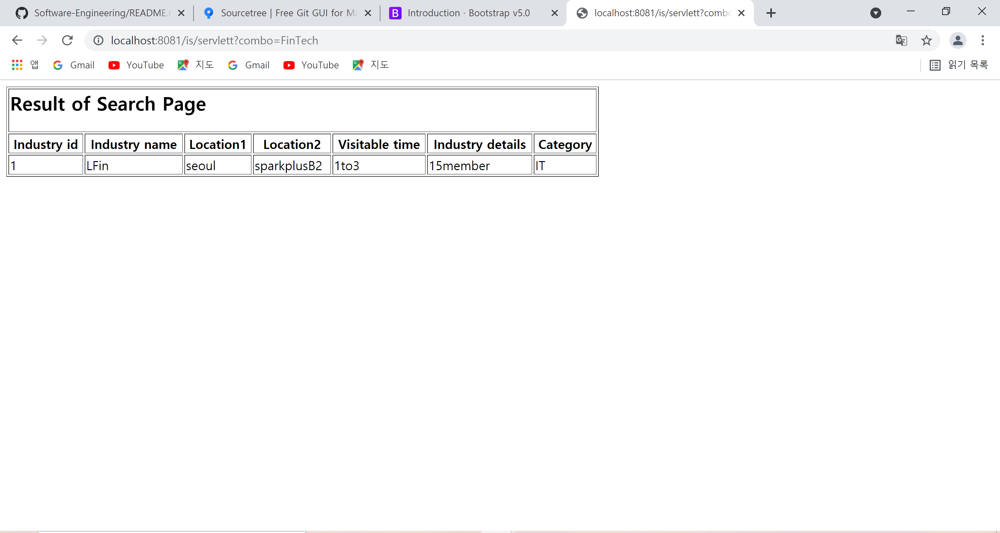 Software-Engineering/README.r Sourcetree | Free Git GUI for Ma Introduction · Bootstrap v5.0 localhost:8081/is/servlett?combo
localhost:8081/is/servlett?combo=FinTech
앱 Gmail YouTube 지도 Gmail YouTube 지도 읽기 목록
Result of Search Page
Industry id Industry name Location1 Location2 Visitable time Industry details Category
1 LFin seoul sparkplusB2 1to3 15member IT